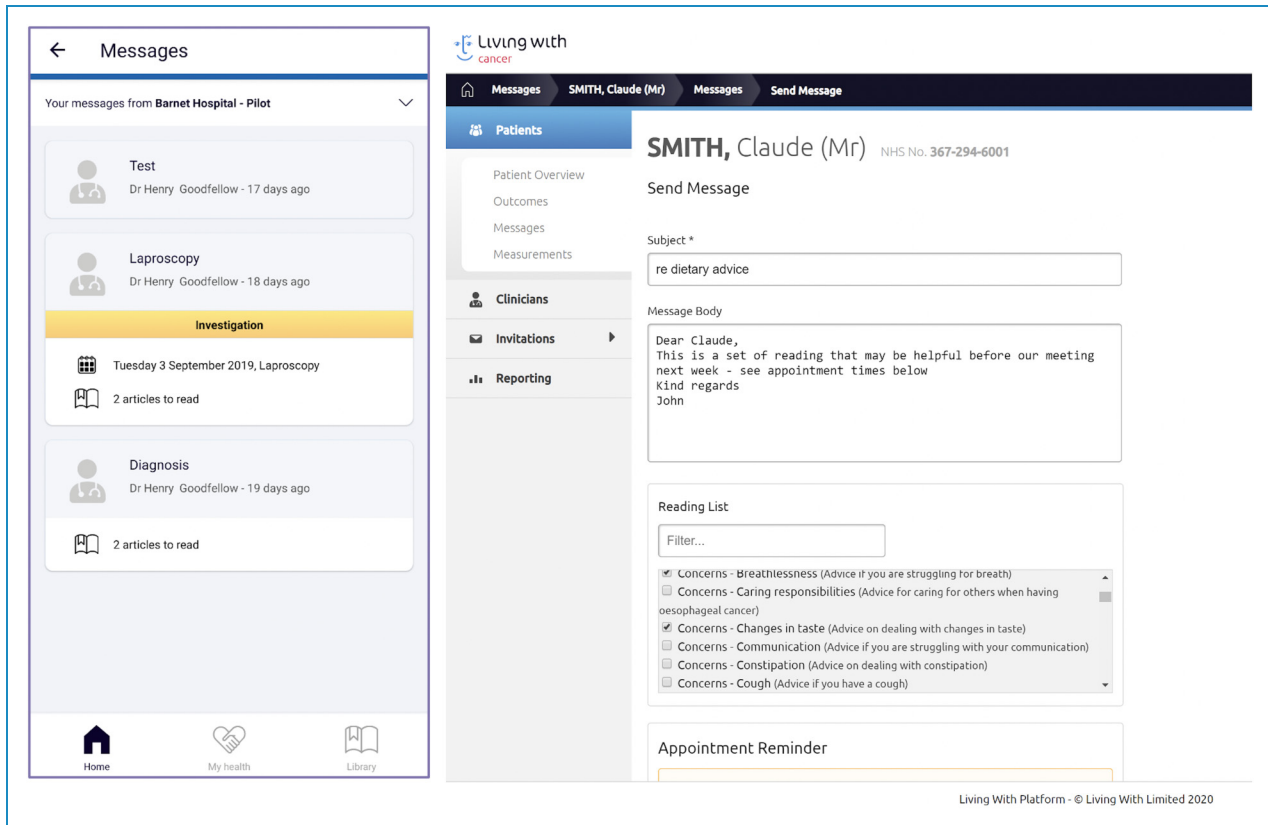 Messages
Your messages from Barnet Hospital - Pilot
Test
Dr Henry Goodfellow - 17 days ago
Laproscopy
Dr Henry Goodfellow - 18 days ago
Investigation
Tuesday 3 September 2019, Laproscopy
2 articles to read
Diagnosis
Dr Henry Goodfellow - 19 days ago
2 articles to read
Home
My health
Library
Living with
cancer
Messages
SMITH, Claude (Mr)
Messages
Send Message
Patients
Patient Overview
Outcomes
Messages
Measurements
Clinicians
Invitations
Reporting
SMITH, Claude (Mr) NHS No. 367-294-6001
Send Message
Subject *
re dietary advice
Message Body
Dear Claude,
This is a set of reading that may be helpful before our meeting
next week - see appointment times below
Kind regards
John
Reading List
Filter...
Concerns - Breathlessness (Advice if you are struggling for breath)
Concerns - Caring responsibilities (Advice for caring for others when having
oesophageal cancer)
Concerns - Changes in taste (Advice on dealing with changes in taste)
Concerns - Communication (Advice if you are struggling with your communication)
Concerns - Constipation (Advice on dealing with constipation)
Concerns - Cough (Advice if you have a cough)
Appointment Reminder
Living With Platform - © Living With Limited 2020